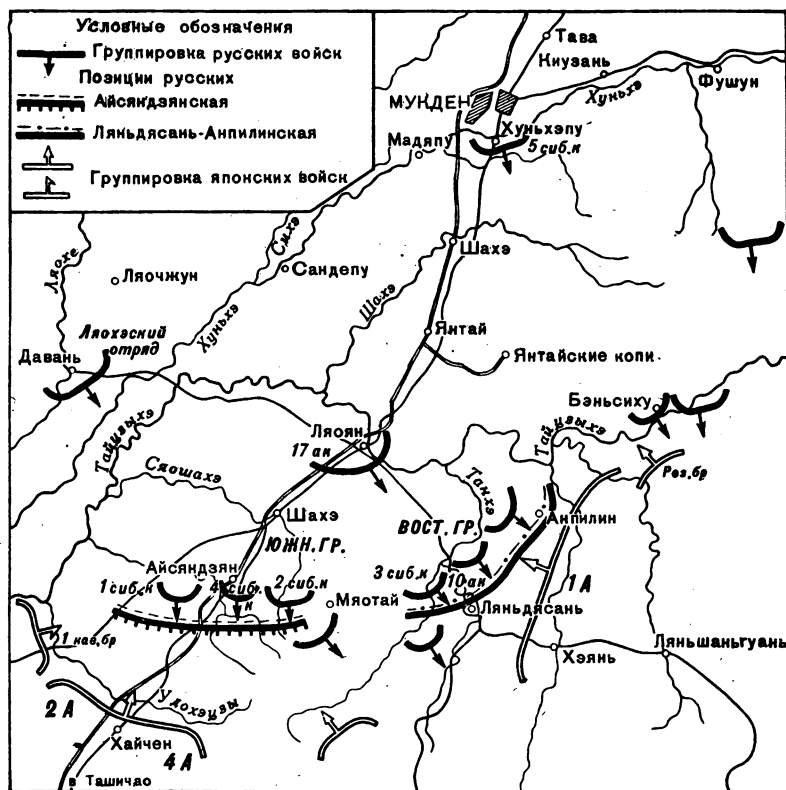 Условные обозначения
Группировка русских войск
Позиции русских
Айсяндзянская
Ляньдясань-Анпилинская
Группировка японских войск
Тава
Киузань
Фушун
МУКДЕН
Хуньхэ
Хуньхэпу
Мадяпу
5 сиб.к
Шахэ
Ляохе
Ляочжун
Сыхэ
Сандепу
Шахэ
Хуньхэ
Янтай
Ляохэский
отряд
Давань
Янтайские копи
Бэньсиху
Тайцзыхэ
Тайцзыхэ
Ляоян
17 ак
Сяошахэ
Танхэ
Рез.бр
Шахэ
ВОСТ. ГР.
Анпилин
ЮЖН. ГР.
Айсяндзян
1 сиб.к
4 сиб.
к
2 сиб.к
3 сиб.к
10 ак
1 А
Мяотай
Ляньдясань
1 кав.бр
Хэянь
Ляньшаньгуань
2 А
Удохэцзы
Хайчен
4 А
в Ташичао